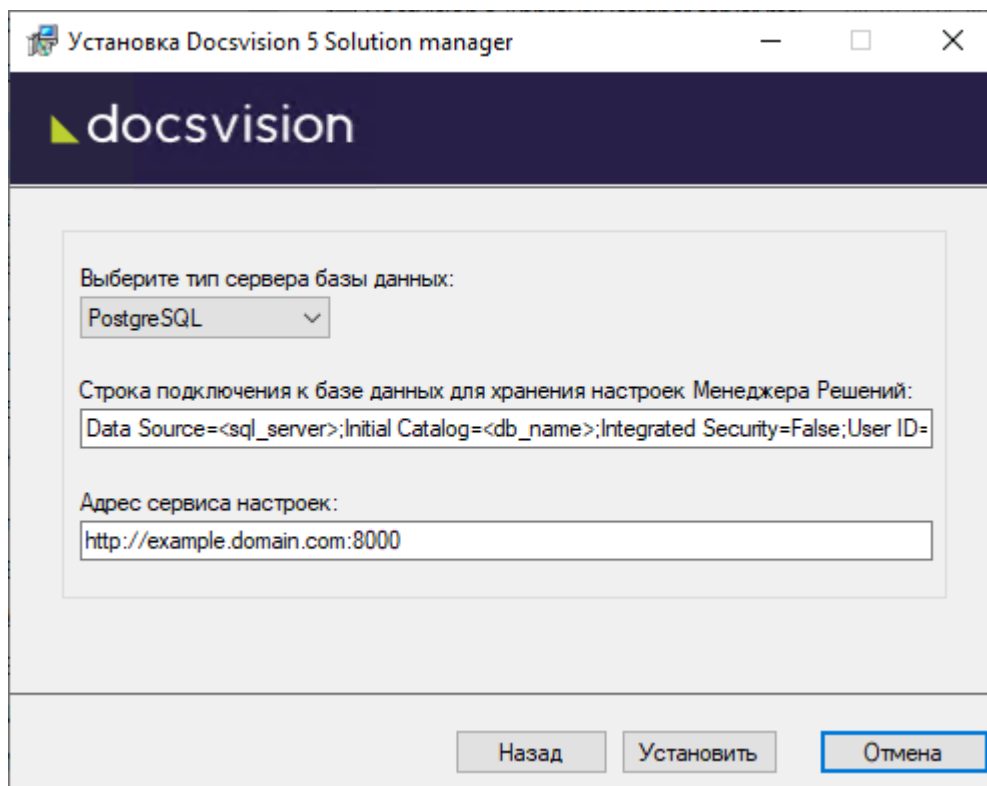 Установка Docsvision 5 Solution manager
docsvision
Выберите тип сервера базы данных:
PostgreSQL
Строка подключения к базе данных для хранения настроек Менеджера Решений:
Data Source=<sql_server>;Initial Catalog=<db_name>;Integrated Security=False;User ID=
Адрес сервиса настроек:
http://example.domain.com:8000
Назад
Установить
Отмена